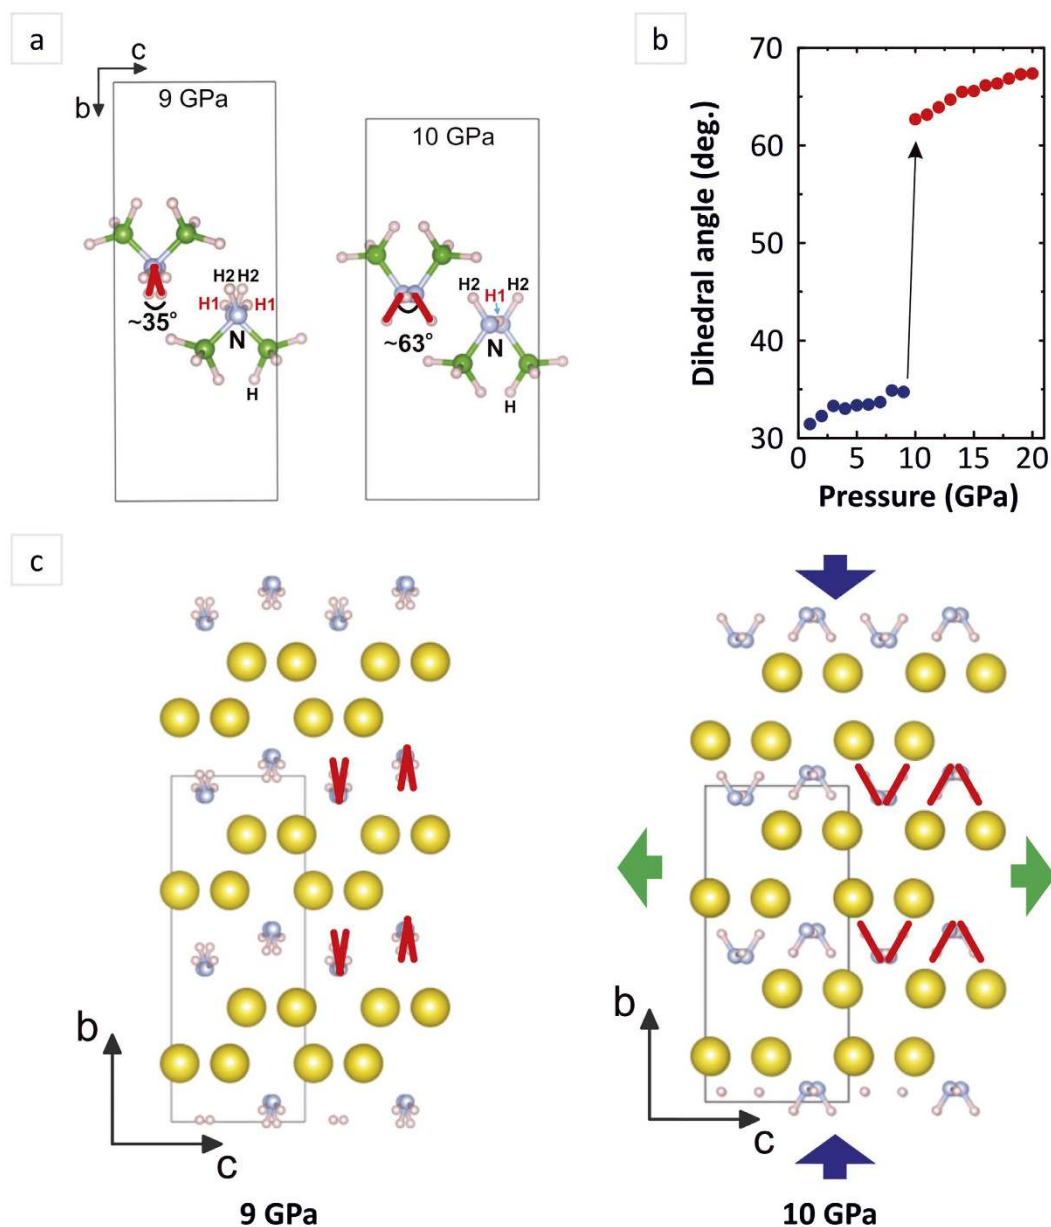 a
c
b
9 GPa
10 GPa
H2 H2
H1 H1
N
~35°
H
H2 H2
H1
N
~63°
H
b
Dihedral angle (deg.)
70
60
50
40
30
0 5 10 15 20
Pressure (GPa)
c
b
c
9 GPa
b
c
10 GPa